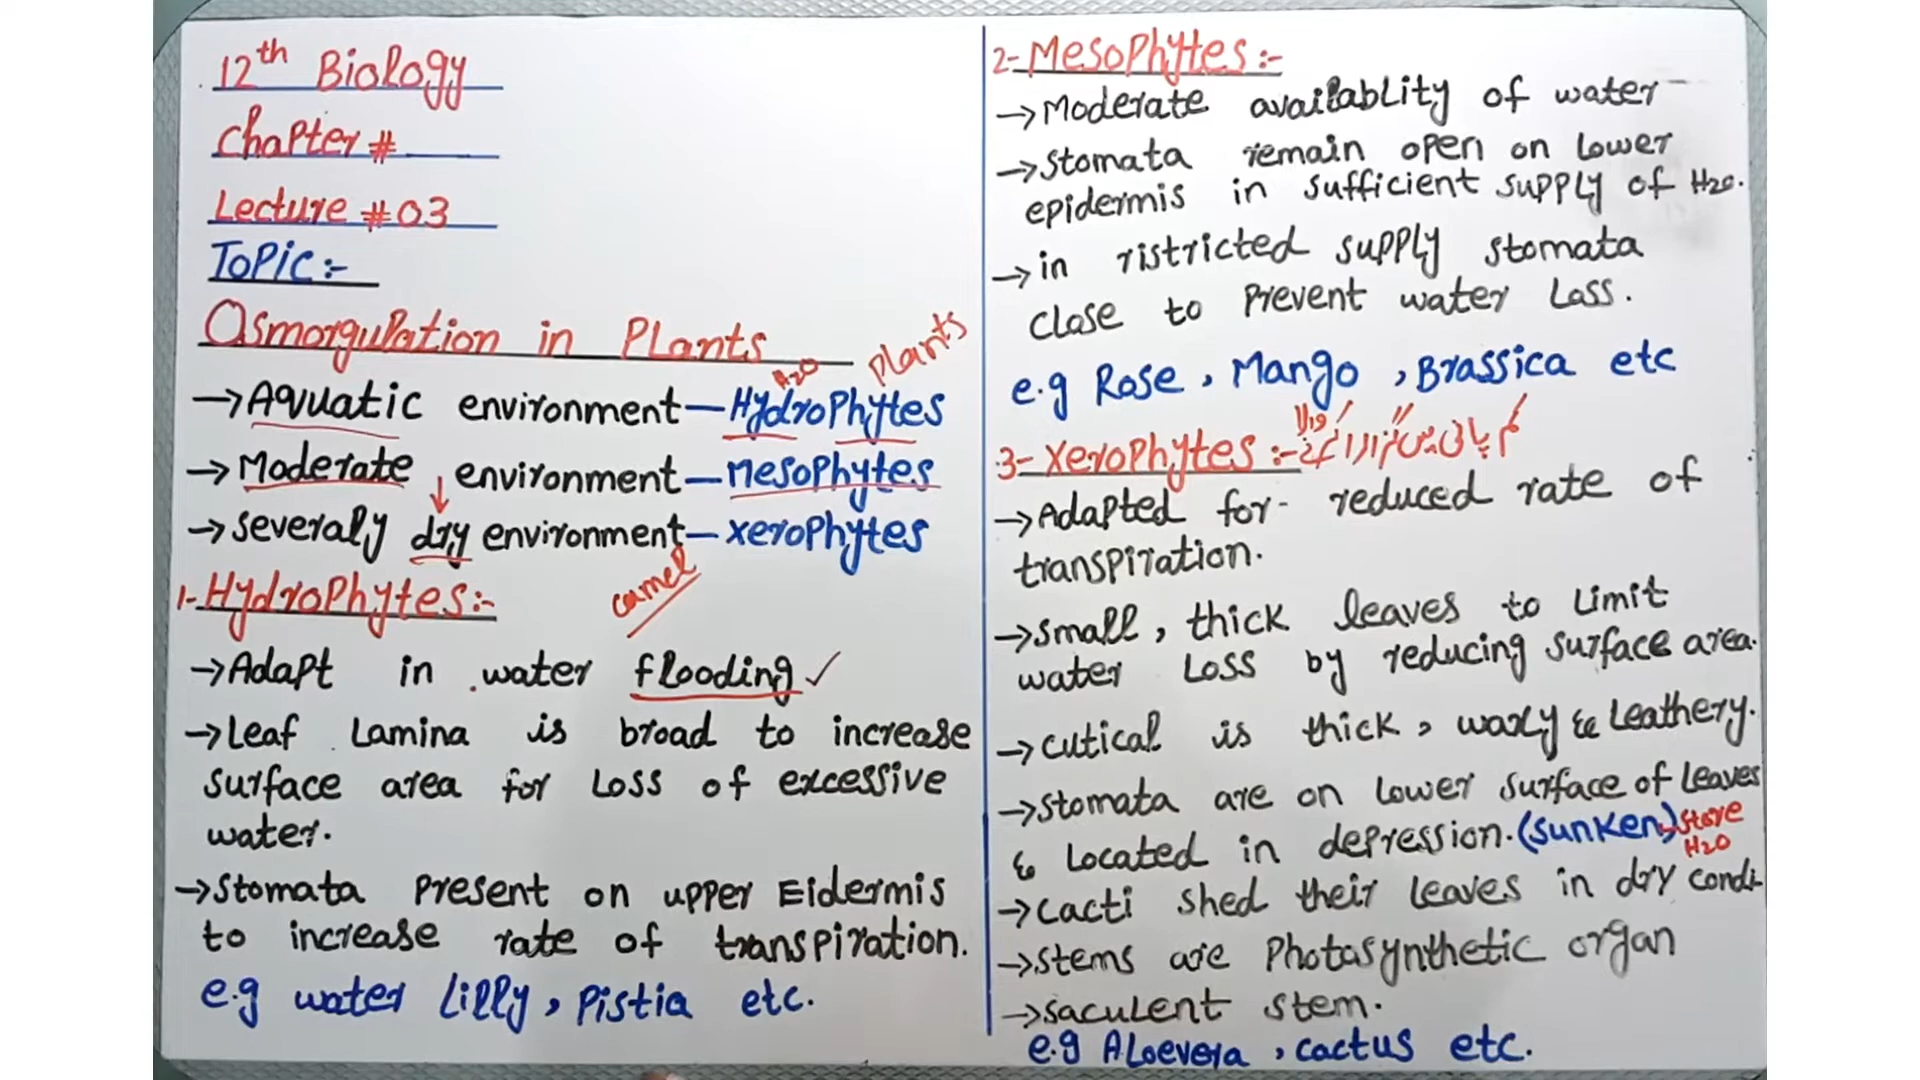 12th Biology
Chapter #
Lecture #03
Topic:-
Osmorgulation in Plants
→Aquatic environment—HydroPhytes
H2O
Plants
→Moderate environment—MesoPhytes
→severaly dry environment—xeroPhytes
camel
1-HydroPhytes:-
→Adapt in water flooding ✓
→Leaf Lamina is broad to increase
surface area for Loss of excessive
water.
→Stomata Present on upper Eidermis
to increase rate of transpiration.
e.g water Lilly, Pistia etc.
2-MesoPhytes:-
→Moderate availablity of water
→Stomata remain open on Lower
epidermis in sufficient supply of H2O.
→in ristricted supply stomata
close to Prevent water Loss.
e.g Rose, Mango, Brassica etc
3-XeroPhytes:-
→Adapted for reduced rate of
transpiration.
→small, thick leaves to Limit
water Loss by reducing surface area.
→cutical is thick, waxly & Leathery.
→Stomata are on Lower surface of leaves
& Located in depression. (sunken)
store
H2O
→Cacti shed their leaves in dry condi
→stems are Photosynthetic organ
→saculent stem.
e.g ALoevera, cactus etc.